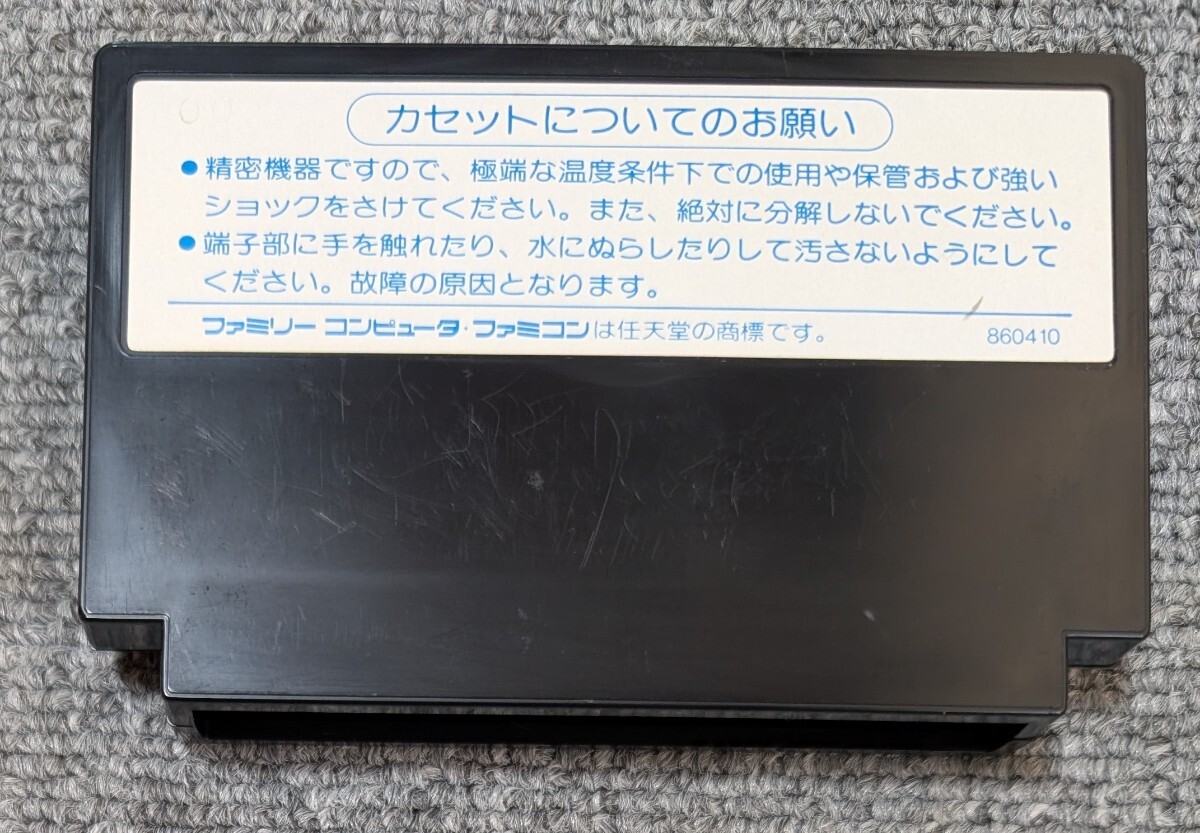 カセットについてのお願い
●精密機器ですので、極端な温度条件下での使用や保管および強い
ショックをさけてください。また、絶対に分解しないでください。
●端子部に手を触れたり、水にぬらしたりして汚さないようにして
ください。故障の原因となります。
ファミリー コンピュータ・ファミコンは任天堂の商標です。 860410